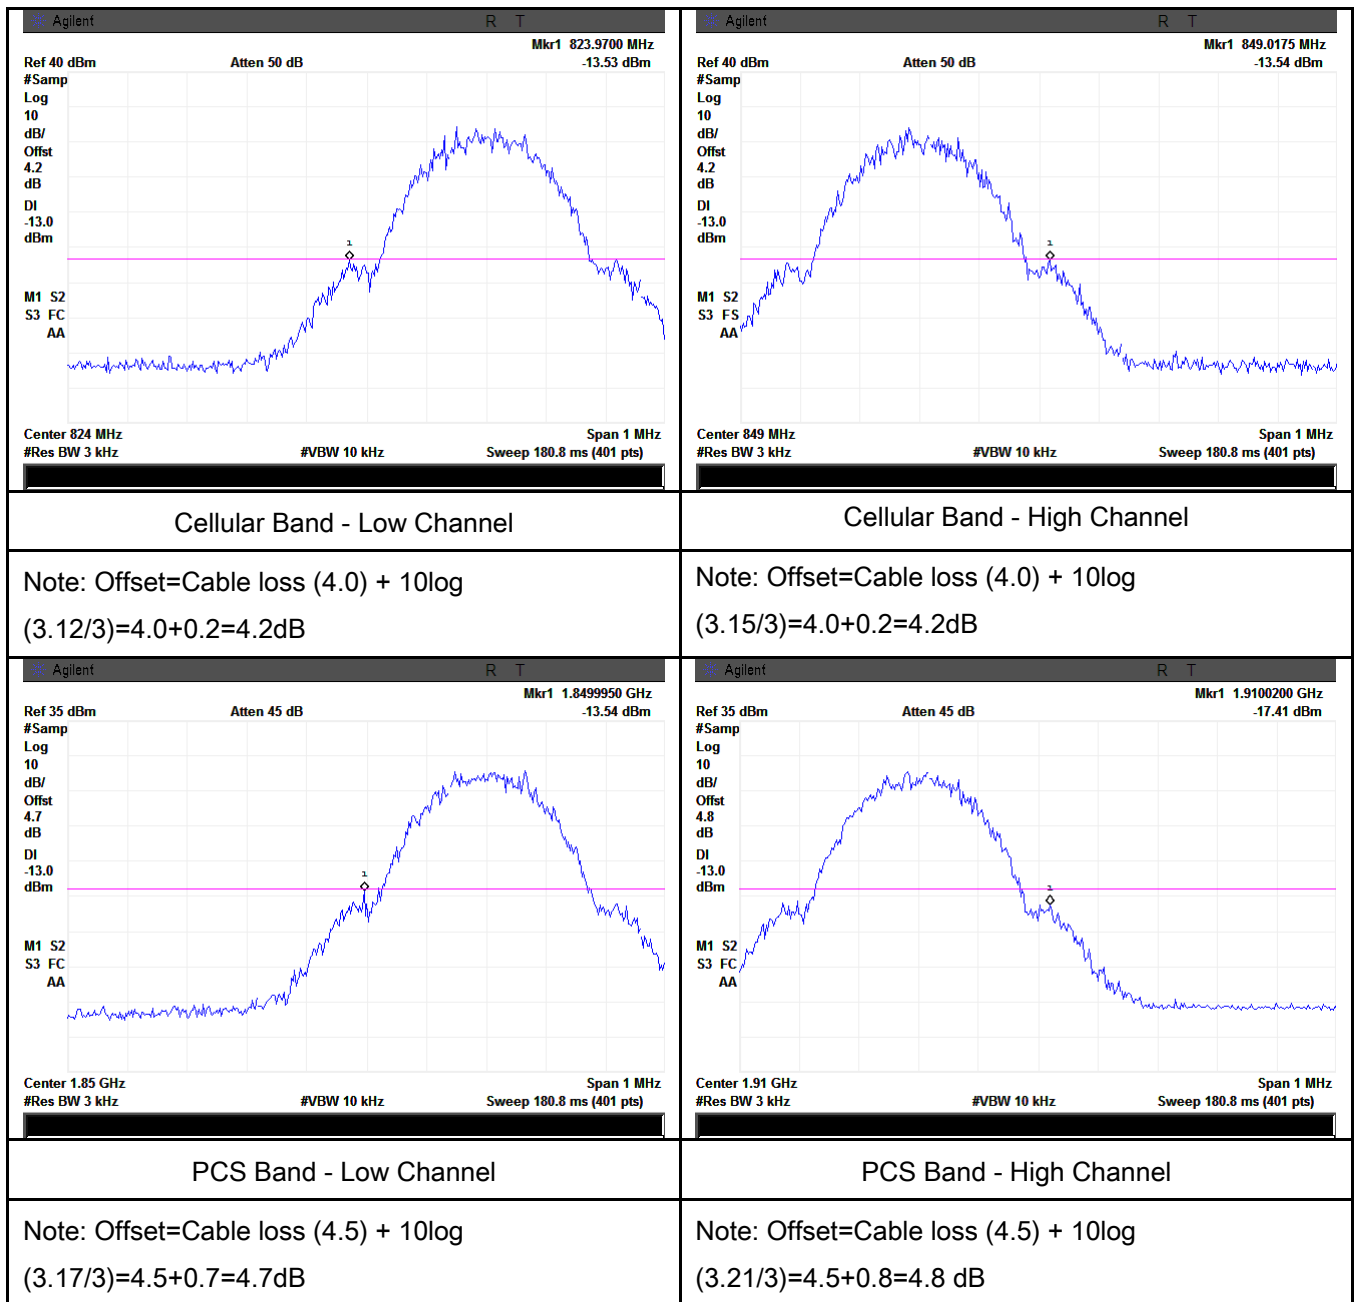 Agilent R T
Mkr1 823.9700 MHz
Ref 40 dBm Atten 50 dB -13.53 dBm
#Samp
Log
10
dB/
Offst
4.2
dB
DI
-13.0
dBm
1
M1 S2
S3 FC
AA
Center 824 MHz Span 1 MHz
#Res BW 3 kHz #VBW 10 kHz Sweep 180.8 ms (401 pts)
Cellular Band - Low Channel
Note: Offset=Cable loss (4.0) + 10log
(3.12/3)=4.0+0.2=4.2dB
Agilent R T
Mkr1 849.0175 MHz
Ref 40 dBm Atten 50 dB -13.54 dBm
#Samp
Log
10
dB/
Offst
4.2
dB
DI
-13.0
dBm
1
M1 S2
S3 FS
AA
Center 849 MHz Span 1 MHz
#Res BW 3 kHz #VBW 10 kHz Sweep 180.8 ms (401 pts)
Cellular Band - High Channel
Note: Offset=Cable loss (4.0) + 10log
(3.15/3)=4.0+0.2=4.2dB
Agilent R T
Mkr1 1.8499950 GHz
Ref 35 dBm Atten 45 dB -13.54 dBm
#Samp
Log
10
dB/
Offst
4.7
dB
DI
-13.0
dBm
1
M1 S2
S3 FC
AA
Center 1.85 GHz Span 1 MHz
#Res BW 3 kHz #VBW 10 kHz Sweep 180.8 ms (401 pts)
PCS Band - Low Channel
Note: Offset=Cable loss (4.5) + 10log
(3.17/3)=4.5+0.7=4.7dB
Agilent R T
Mkr1 1.9100200 GHz
Ref 35 dBm Atten 45 dB -17.41 dBm
#Samp
Log
10
dB/
Offst
4.8
dB
DI
-13.0
dBm
1
M1 S2
S3 FC
AA
Center 1.91 GHz Span 1 MHz
#Res BW 3 kHz #VBW 10 kHz Sweep 180.8 ms (401 pts)
PCS Band - High Channel
Note: Offset=Cable loss (4.5) + 10log
(3.21/3)=4.5+0.8=4.8 dB